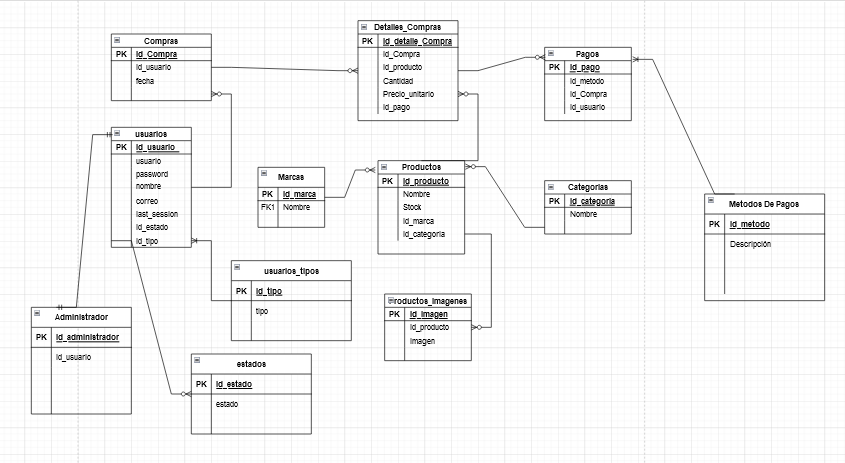 Compras
PK Id_Compra
Id_usuario
fecha
Detalles_Compras
PK Id_detalle_Compra
Id_Compra
Id_producto
Cantidad
Precio_unitario
Id_pago
Pagos
PK Id_pago
Id_metodo
Id_Compra
Id_usuario
usuarios
PK Id_usuario_
usuario
password
nombre
correo
last_session
Id_estado
Id_tipo
Marcas
PK Id_marca
FK1 Nombre
Productos
PK Id_producto
Nombre
Stock
Id_marca
Id_categoria
Categorias
PK Id_categoria
Nombre
Metodos De Pagos
PK Id_metodo
Descripción
usuarios_tipos
PK Id_tipo
tipo
Productos_Imagenes
PK Id_Imagen
Id_producto
Imagen
Administrador
PK Id_administrador
Id_usuario
estados
PK Id_estado
estado